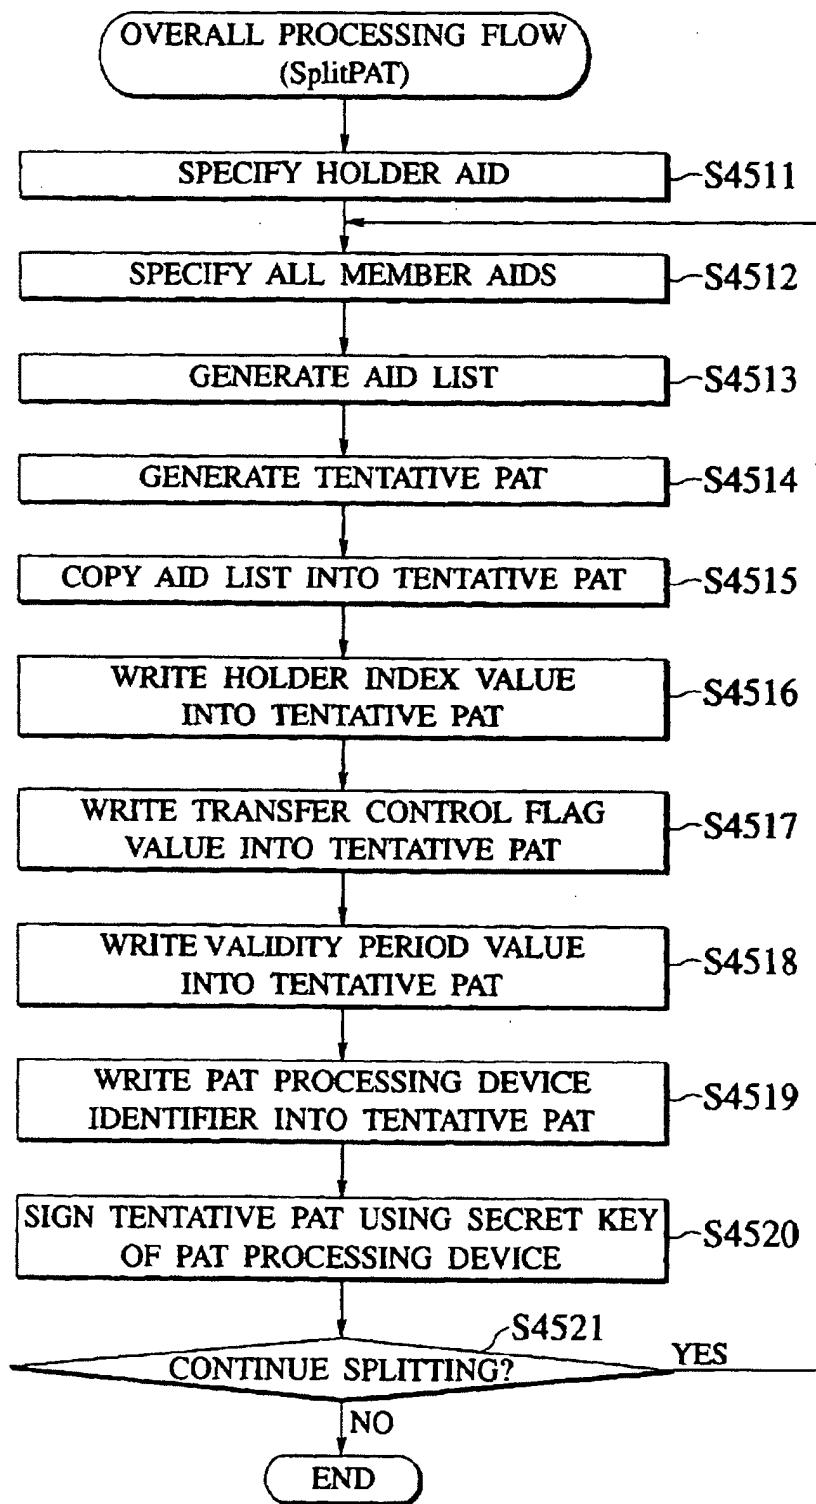 OVERALL PROCESSING FLOW
(SplitPAT)
SPECIFY HOLDER AID
S4511
SPECIFY ALL MEMBER AIDS
S4512
GENERATE AID LIST
S4513
GENERATE TENTATIVE PAT
S4514
COPY AID LIST INTO TENTATIVE PAT
S4515
WRITE HOLDER INDEX VALUE
INTO TENTATIVE PAT
S4516
WRITE TRANSFER CONTROL FLAG
VALUE INTO TENTATIVE PAT
S4517
WRITE VALIDITY PERIOD VALUE
INTO TENTATIVE PAT
S4518
WRITE PAT PROCESSING DEVICE
IDENTIFIER INTO TENTATIVE PAT
S4519
SIGN TENTATIVE PAT USING SECRET KEY
OF PAT PROCESSING DEVICE
S4520
S4521
CONTINUE SPLITTING?
YES
NO
END